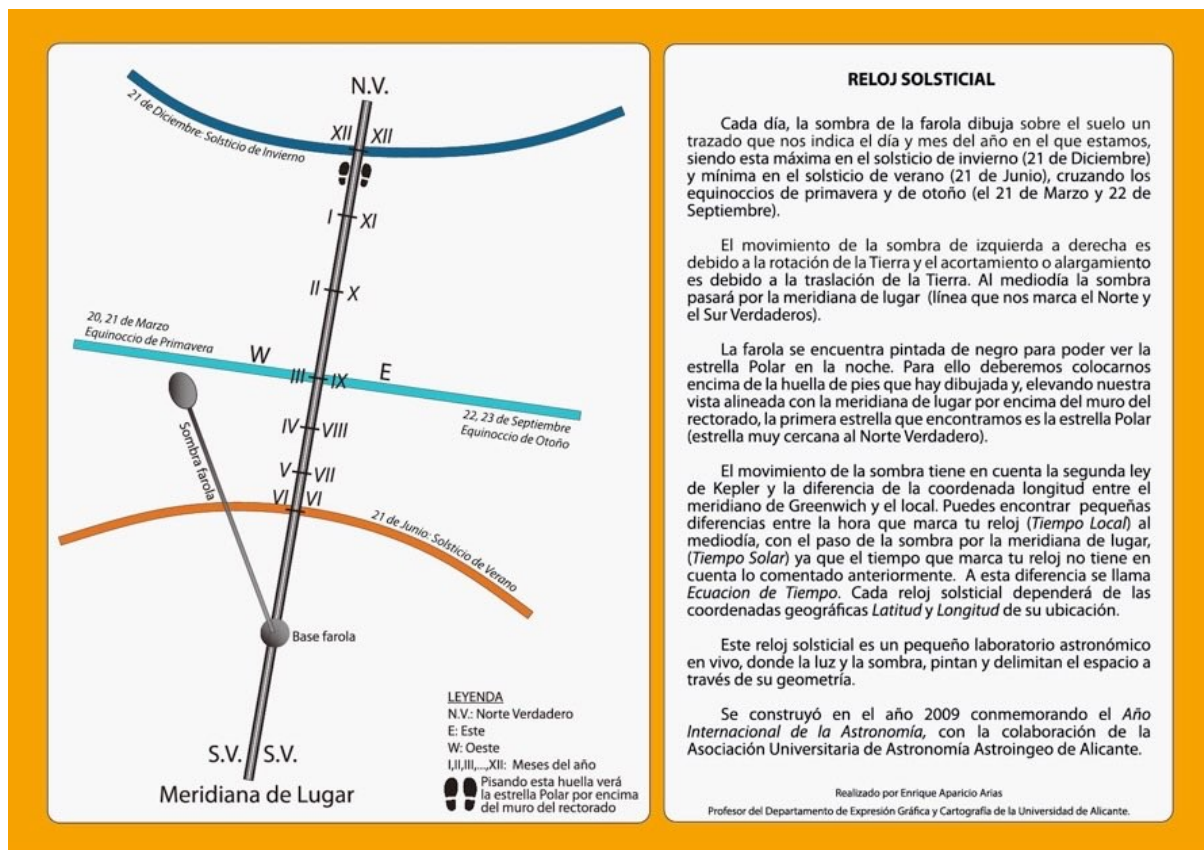 N.V.
21 de Diciembre: Solsticio de Invierno
XII XII
I XI
II X
20, 21 de Marzo
Equinoccio de Primavera
W
E
III IX
22, 23 de Septiembre
Equinoccio de Otoño
IV VIII
Sombra farola
V VII
VI VI
21 de Junio: Solsticio de Verano
Base farola
LEYENDA
N.V.: Norte Verdadero
E: Este
W: Oeste
I,II,III,...,XII: Meses del año
Pisando esta huella verá
la estrella Polar por encima
del muro del rectorado
S.V. S.V.
Meridiana de Lugar
RELOJ SOLSTICIAL
Cada día, la sombra de la farola dibuja sobre el suelo un
trazado que nos indica el día y mes del año en el que estamos,
siendo esta máxima en el solsticio de invierno (21 de Diciembre)
y mínima en el solsticio de verano (21 de Junio), cruzando los
equinoccios de primavera y de otoño (el 21 de Marzo y 22 de
Septiembre).
El movimiento de la sombra de izquierda a derecha es
debido a la rotación de la Tierra y el acortamiento o alargamiento
es debido a la traslación de la Tierra. Al mediodía la sombra
pasará por la meridiana de lugar (línea que nos marca el Norte y
el Sur Verdaderos).
La farola se encuentra pintada de negro para poder ver la
estrella Polar en la noche. Para ello deberemos colocarnos
encima de la huella de pies que hay dibujada y, elevando nuestra
vista alineada con la meridiana de lugar por encima del muro del
rectorado, la primera estrella que encontramos es la estrella Polar
(estrella muy cercana al Norte Verdadero).
El movimiento de la sombra tiene en cuenta la segunda ley
de Kepler y la diferencia de la coordenada longitud entre el
meridiano de Greenwich y el local. Puedes encontrar pequeñas
diferencias entre la hora que marca tu reloj (Tiempo Local) al
mediodía, con el paso de la sombra por la meridiana de lugar,
(Tiempo Solar) ya que el tiempo que marca tu reloj no tiene en
cuenta lo comentado anteriormente. A esta diferencia se llama
Ecuacion de Tiempo. Cada reloj solsticial dependerá de las
coordenadas geográficas Latitud y Longitud de su ubicación.
Este reloj solsticial es un pequeño laboratorio astronómico
en vivo, donde la luz y la sombra, pintan y delimitan el espacio a
través de su geometría.
Se construyó en el año 2009 conmemorando el Año
Internacional de la Astronomía, con la colaboración de la
Asociación Universitaria de Astronomía Astroingeo de Alicante.
Realizado por Enrique Aparicio Arias
Profesor del Departamento de Expresión Gráfica y Cartografía de la Universidad de Alicante.